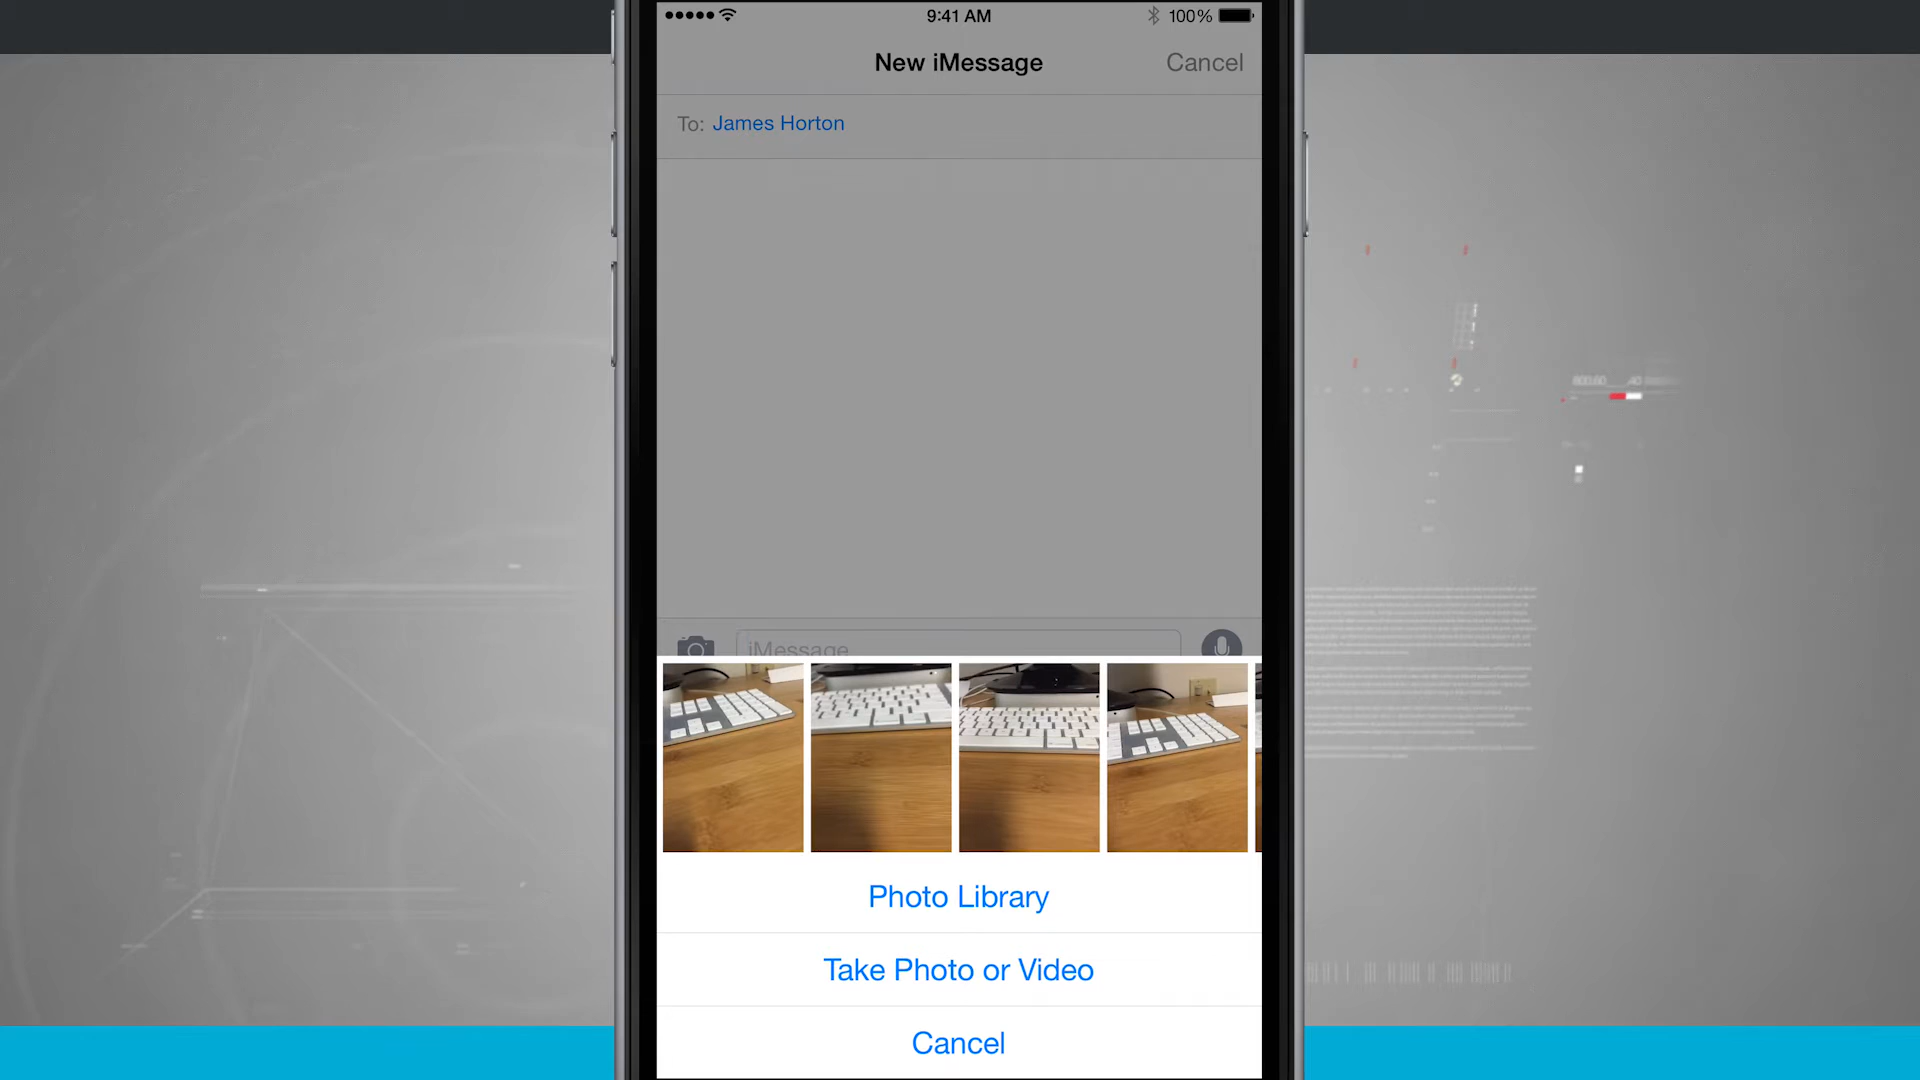 9:41 AM
100%
New iMessage
Cancel
To: James Horton
iMessage
Photo Library
Take Photo or Video
Cancel